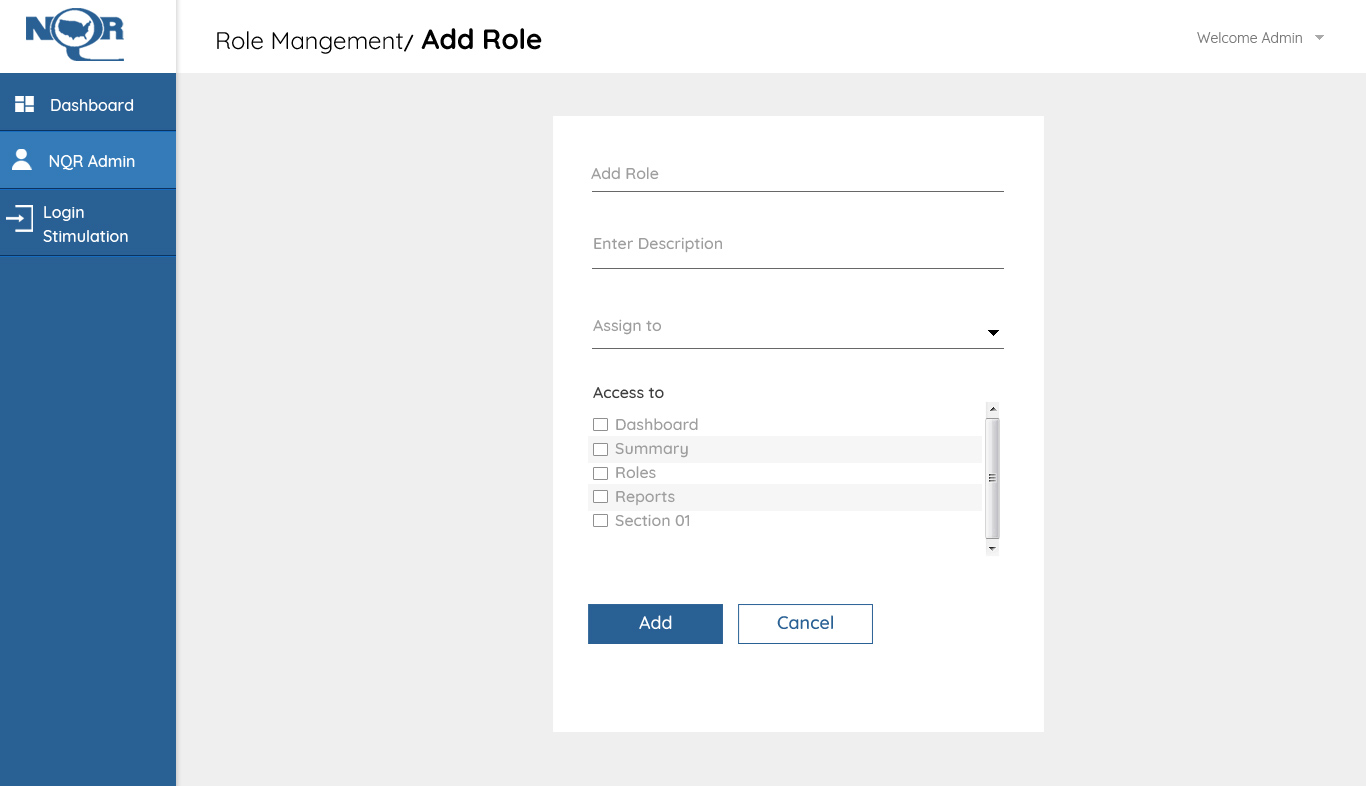 NQR
Role Mangement/ Add Role
Welcome Admin
Dashboard
NQR Admin
Login
Stimulation
Add Role
Enter Description
Assign to
Access to
Dashboard
Summary
Roles
Reports
Section 01
Add
Cancel